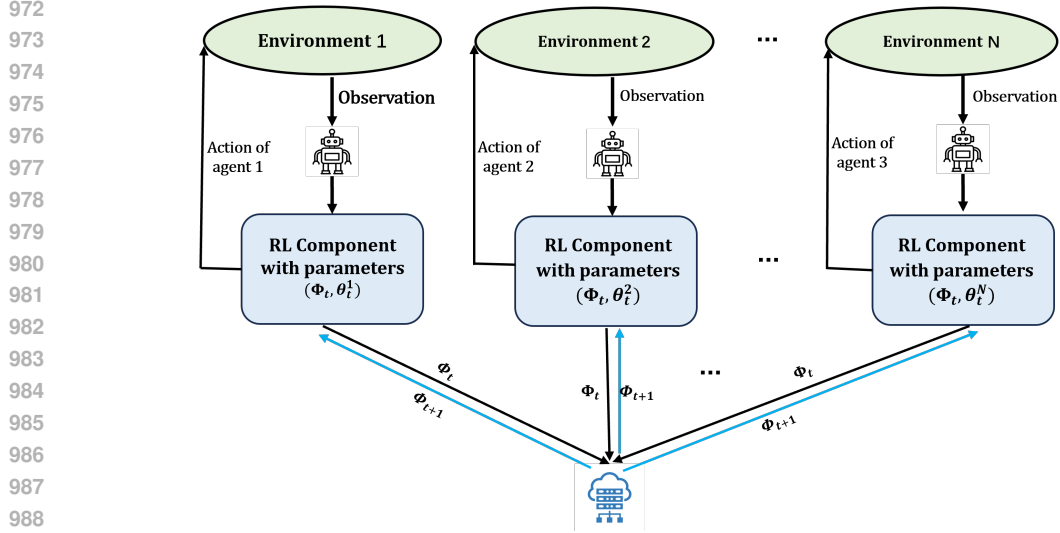 972
973
974
975
976
977
978
979
980
981
982
983
984
985
986
987
988
Environment 1
Environment 2
...
Environment N
Observation
Observation
Observation
Action of
agent 1
Action of
agent 2
Action of
agent 3
RL Component
with parameters
(Φ_t, θ_t^1)
RL Component
with parameters
(Φ_t, θ_t^2)
...
RL Component
with parameters
(Φ_t, θ_t^N)
Φ_t
Φ_{t+1}
Φ_t
Φ_{t+1}
...
Φ_t
Φ_{t+1}